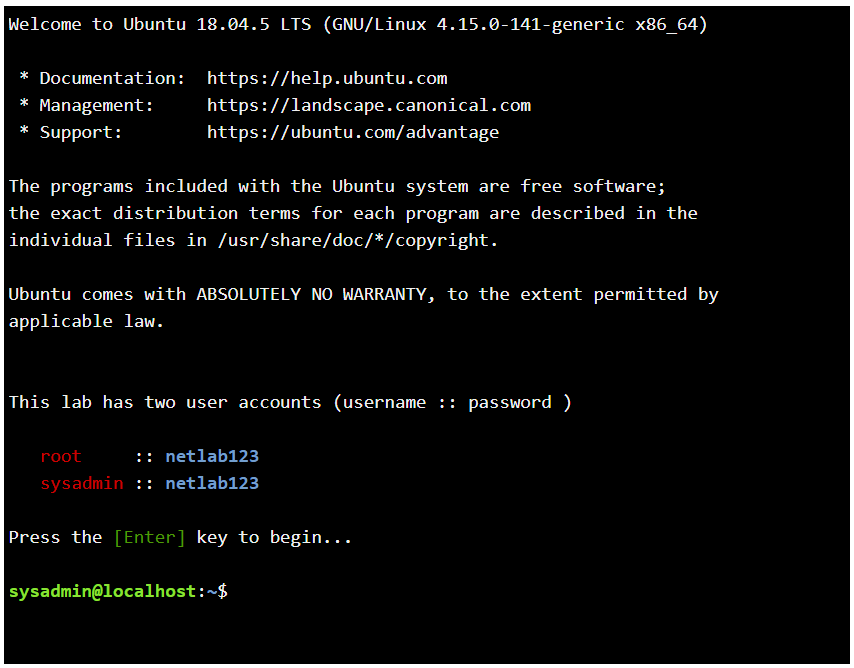 Welcome to Ubuntu 18.04.5 LTS (GNU/Linux 4.15.0-141-generic x86_64)
* Documentation:  https://help.ubuntu.com
* Management:     https://landscape.canonical.com
* Support:        https://ubuntu.com/advantage
The programs included with the Ubuntu system are free software;
the exact distribution terms for each program are described in the
individual files in /usr/share/doc/*/copyright.
Ubuntu comes with ABSOLUTELY NO WARRANTY, to the extent permitted by
applicable law.
This lab has two user accounts (username :: password )
root     :: netlab123
sysadmin :: netlab123
Press the [Enter] key to begin...
sysadmin@localhost:~$